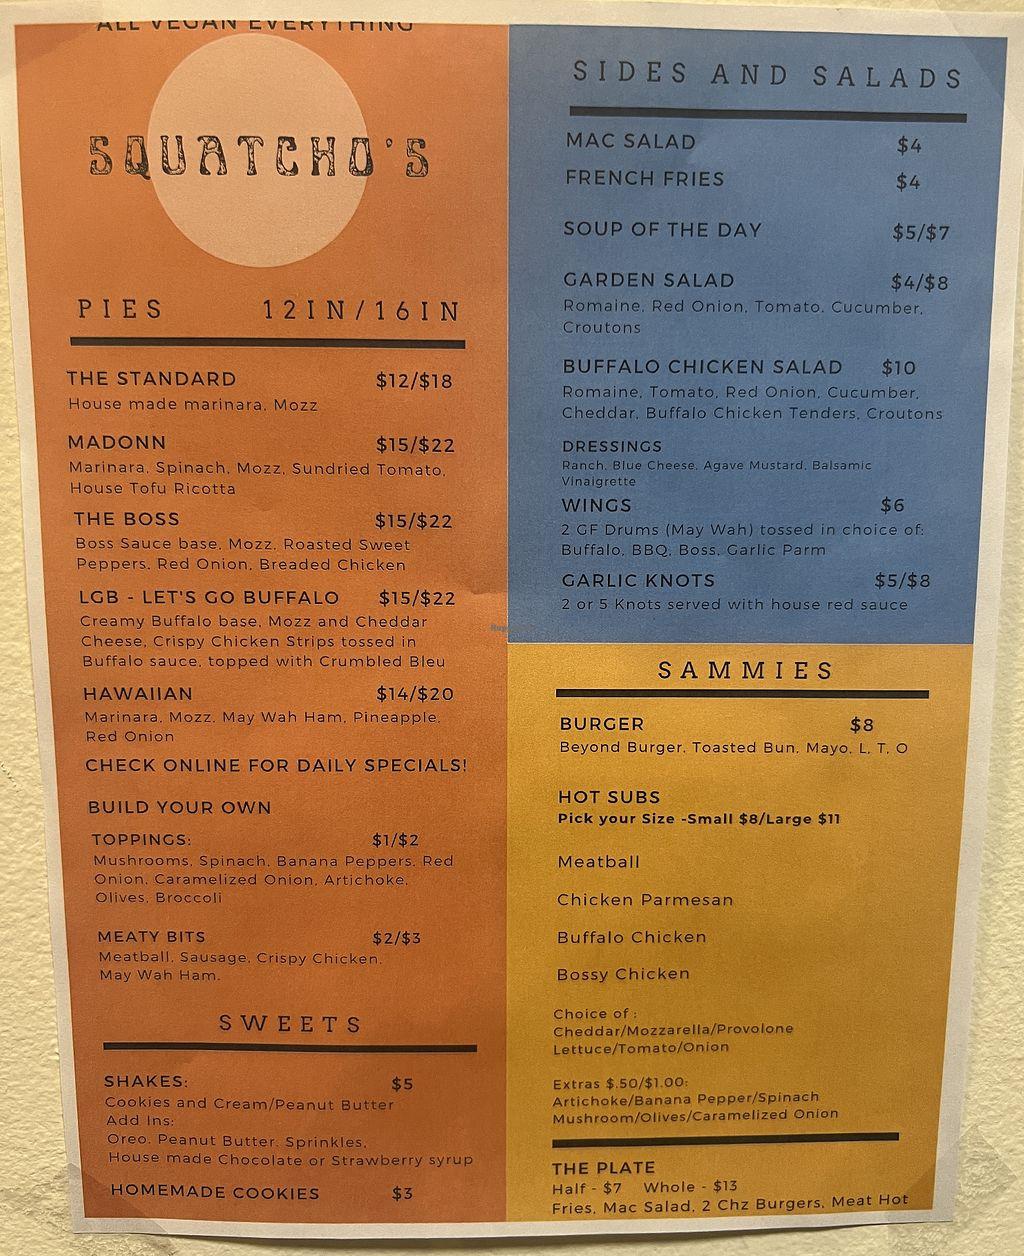 ALL VEGAN EVERYTHING
SQUATCHO'S
PIES 12IN/16IN
THE STANDARD $12/$18
House made marinara, Mozz
MADONN $15/$22
Marinara, Spinach, Mozz, Sundried Tomato,
House Tofu Ricotta
THE BOSS $15/$22
Boss Sauce base, Mozz, Roasted Sweet
Peppers, Red Onion, Breaded Chicken
LGB - LET'S GO BUFFALO $15/$22
Creamy Buffalo base, Mozz and Cheddar
Cheese, Crispy Chicken Strips tossed in
Buffalo sauce, topped with Crumbled Bleu
HAWAIIAN $14/$20
Marinara, Mozz, May Wah Ham, Pineapple,
Red Onion
CHECK ONLINE FOR DAILY SPECIALS!
BUILD YOUR OWN
TOPPINGS: $1/$2
Mushrooms, Spinach, Banana Peppers, Red
Onion, Caramelized Onion, Artichoke,
Olives, Broccoli
MEATY BITS $2/$3
Meatball, Sausage, Crispy Chicken,
May Wah Ham.
SWEETS
SHAKES: $5
Cookies and Cream/Peanut Butter
Add Ins:
Oreo, Peanut Butter, Sprinkles,
House made Chocolate or Strawberry syrup
HOMEMADE COOKIES $3
SIDES AND SALADS
MAC SALAD $4
FRENCH FRIES $4
SOUP OF THE DAY $5/$7
GARDEN SALAD $4/$8
Romaine, Red Onion, Tomato, Cucumber,
Croutons
BUFFALO CHICKEN SALAD $10
Romaine, Tomato, Red Onion, Cucumber,
Cheddar, Buffalo Chicken Tenders, Croutons
DRESSINGS
Ranch, Blue Cheese, Agave Mustard, Balsamic
Vinaigrette
WINGS $6
2 GF Drums (May Wah) tossed in choice of:
Buffalo, BBQ, Boss, Garlic Parm
GARLIC KNOTS $5/$8
2 or 5 Knots served with house red sauce
SAMMIES
BURGER $8
Beyond Burger, Toasted Bun, Mayo, L, T, O
HOT SUBS
Pick your Size -Small $8/Large $11
Meatball
Chicken Parmesan
Buffalo Chicken
Bossy Chicken
Choice of :
Cheddar/Mozzarella/Provolone
Lettuce/Tomato/Onion
Extras $.50/$1.00:
Artichoke/Banana Pepper/Spinach
Mushroom/Olives/Caramelized Onion
THE PLATE
Half - $7 Whole - $13
Fries, Mac Salad, 2 Chz Burgers, Meat Hot